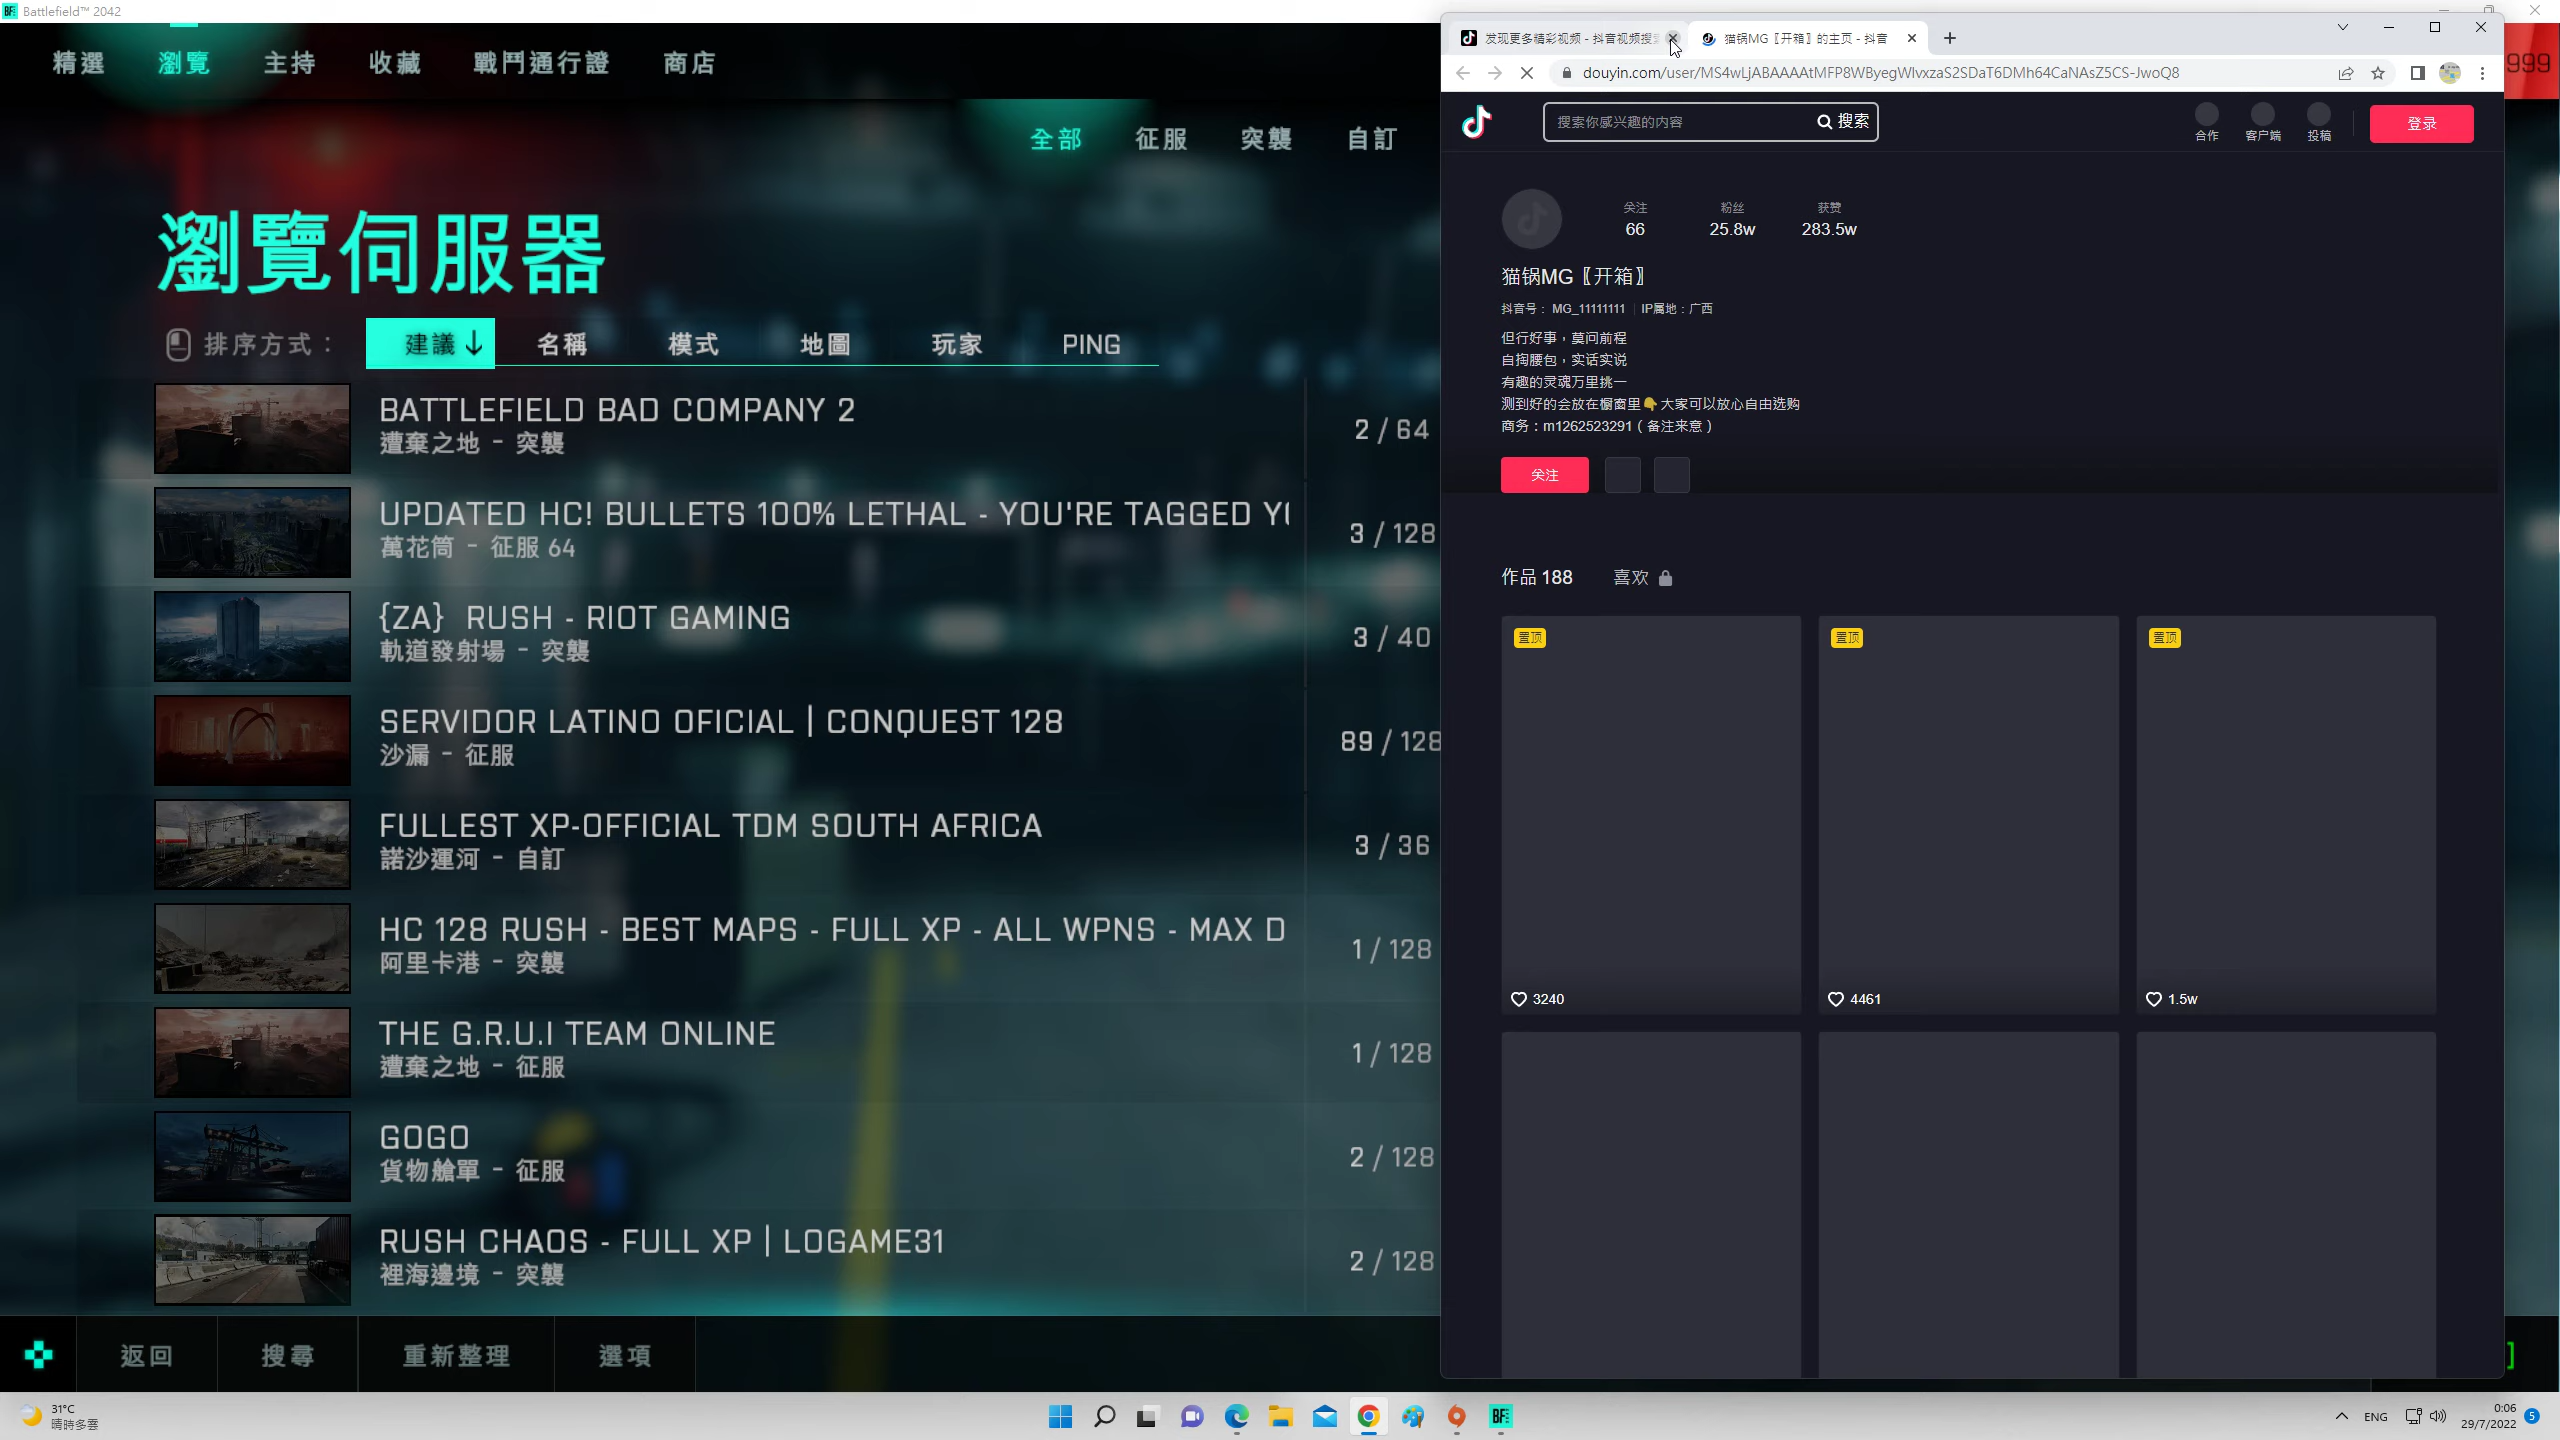 Battlefield™ 2042
精選 瀏覽 主持 收藏 戰鬥通行證 商店
全部 征服 突襲 自訂
瀏覽伺服器
排序方式： 建議 名稱 模式 地圖 玩家 PING
BATTLEFIELD BAD COMPANY 2
遭棄之地 - 突襲
2 / 64
UPDATED HC! BULLETS 100% LETHAL - YOU'RE TAGGED
萬花筒 - 征服 64
3 / 128
{ZA} RUSH - RIOT GAMING
軌道發射場 - 突襲
3 / 40
SERVIDOR LATINO OFICIAL | CONQUEST 128
沙漏 - 征服
89 / 128
FULLEST XP-OFFICIAL TDM SOUTH AFRICA
諾沙運河 - 自訂
3 / 36
HC 128 RUSH - BEST MAPS - FULL XP - ALL WPNS - MAX D
阿里卡港 - 突襲
1 / 128
THE G.R.U.I TEAM ONLINE
遭棄之地 - 征服
1 / 128
GOGO
貨物艙單 - 征服
2 / 128
RUSH CHAOS - FULL XP | LOGAME31
裡海邊境 - 突襲
2 / 128
返回 搜尋 重新整理 選項
发现更多精彩视频 - 抖音视频搜 猫锅MG〖开箱〗的主页 - 抖音
douyin.com/user/MS4wLjABAAAAtMFP8WByegWIvxzaS2SDaT6DMh64CaNAsZ5CS-JwoQ8
999
搜索你感兴趣的内容 搜索
合作 客户端 投稿 登录
关注 粉丝 获赞
66 25.8w 283.5w
猫锅MG〖开箱〗
抖音号： MG_11111111 IP属地：广西
但行好事，莫问前程
自掏腰包，实话实说
有趣的灵魂万里挑一
测到好的会放在橱窗里👇大家可以放心自由选购
商务：m1262523291（备注来意）
关注
作品 188 喜欢
置顶 置顶 置顶
3240 4461 1.5w
31°C
晴時多雲
BF
ENG
0:06
29/7/2022
5